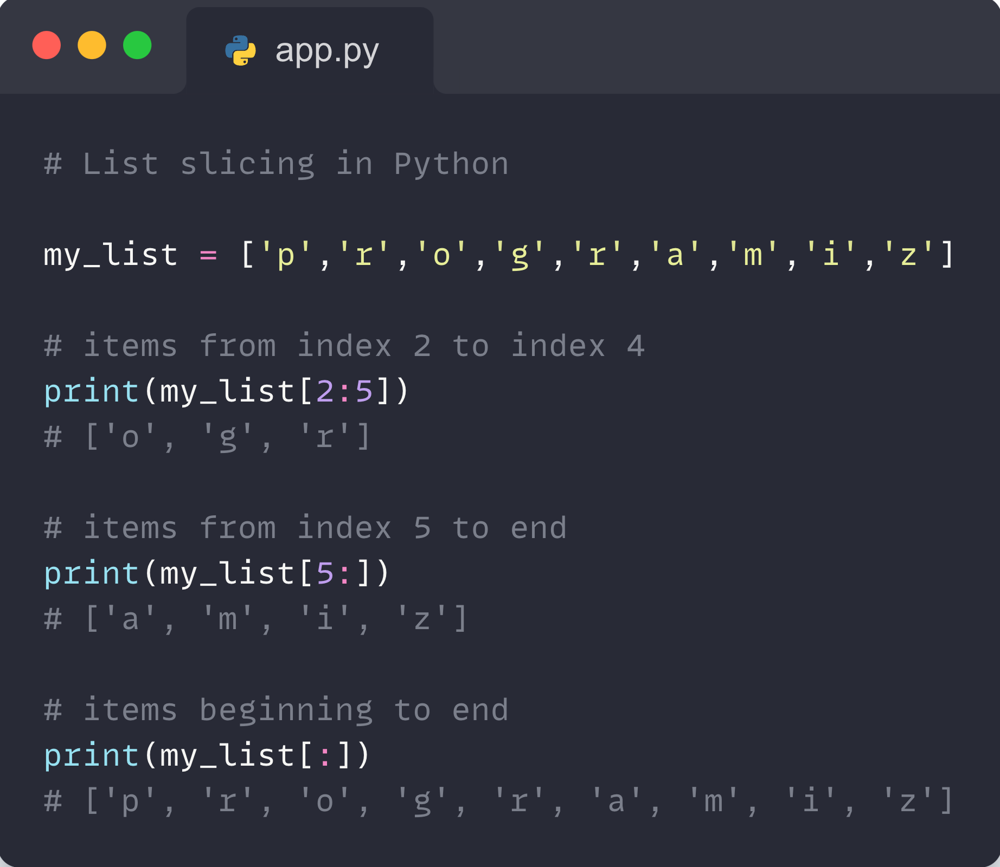 app.py
# List slicing in Python
my_list = ['p','r','o','g','r','a','m','i','z']
# items from index 2 to index 4
print(my_list[2:5])
# ['o', 'g', 'r']
# items from index 5 to end
print(my_list[5:])
# ['a', 'm', 'i', 'z']
# items beginning to end
print(my_list[:])
# ['p', 'r', 'o', 'g', 'r', 'a', 'm', 'i', 'z']